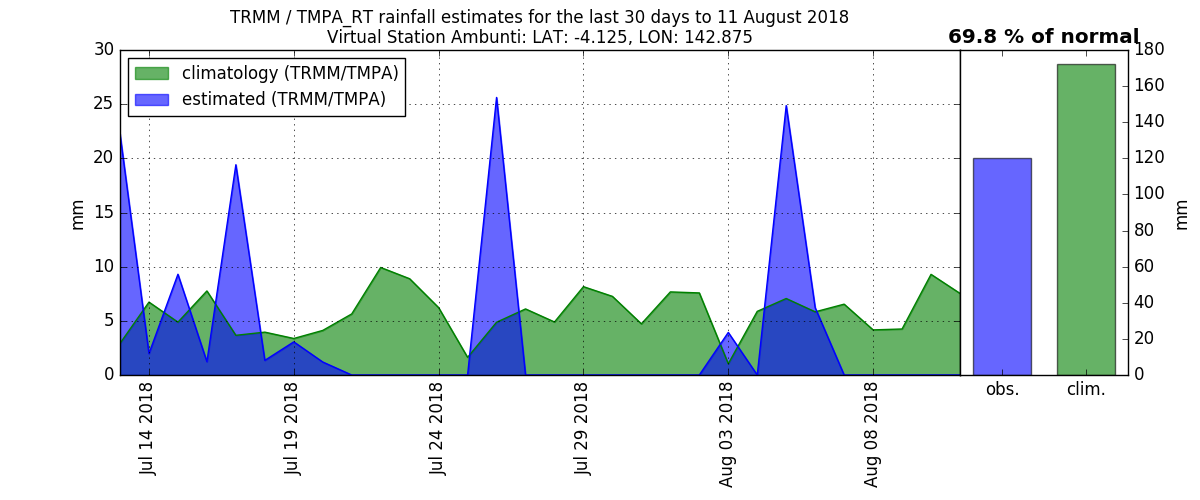 TRMM / TMPA_RT rainfall estimates for the last 30 days to 11 August 2018
Virtual Station Ambunti: LAT: -4.125, LON: 142.875
69.8 % of normal
climatology (TRMM/TMPA)
estimated (TRMM/TMPA)
30
25
20
15
10
5
0
mm
Jul 14 2018
Jul 19 2018
Jul 24 2018
Jul 29 2018
Aug 03 2018
Aug 08 2018
obs.
clim.
180
160
140
120
100
80
60
40
20
0
mm